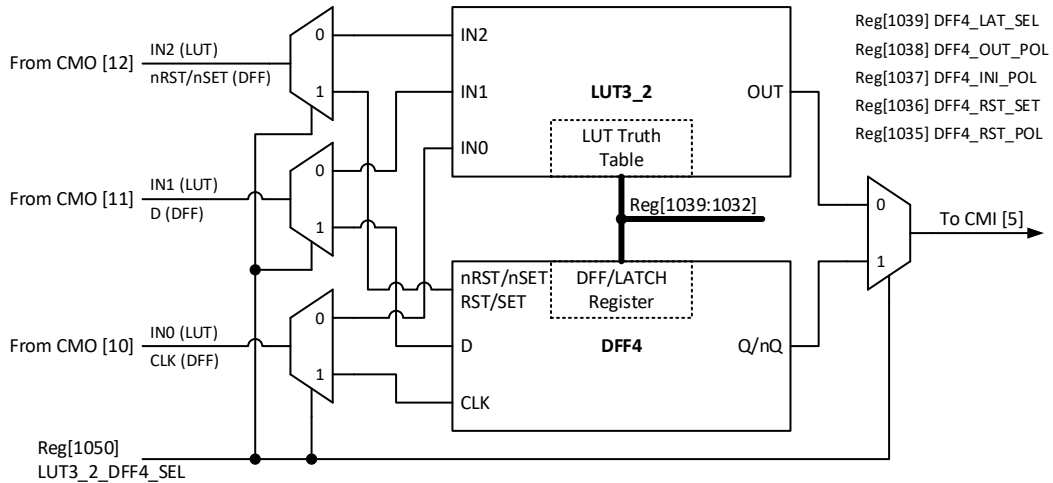 IN2 (LUT)
From CMO [12]
nRST/nSET (DFF)
0
1
IN2
IN1
IN0
LUT3_2
OUT
LUT Truth
Table
Reg[1039] DFF4_LAT_SEL
Reg[1038] DFF4_OUT_POL
Reg[1037] DFF4_INI_POL
Reg[1036] DFF4_RST_SET
Reg[1035] DFF4_RST_POL
IN1 (LUT)
From CMO [11]
D (DFF)
0
1
Reg[1039:1032]
0
1
To CMI [5]
nRST/nSET
RST/SET
D
CLK
DFF/LATCH
Register
DFF4
Q/nQ
IN0 (LUT)
From CMO [10]
CLK (DFF)
0
1
Reg[1050]
LUT3_2_DFF4_SEL